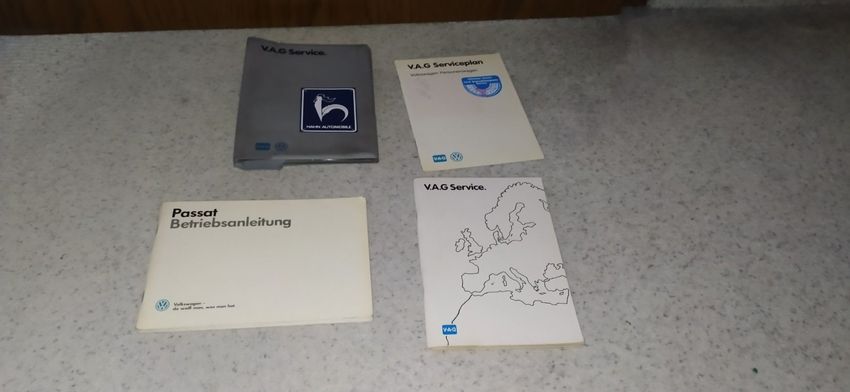 V.A.G Service.
HAHN AUTOMOBILE
V·A·G
V.A.G Serviceplan
Volkswagen Personenwagen.
V·A·G
Passat
Betriebsanleitung
Volkswagen –
da weiß man, was man hat.
V.A.G Service.
V·A·G